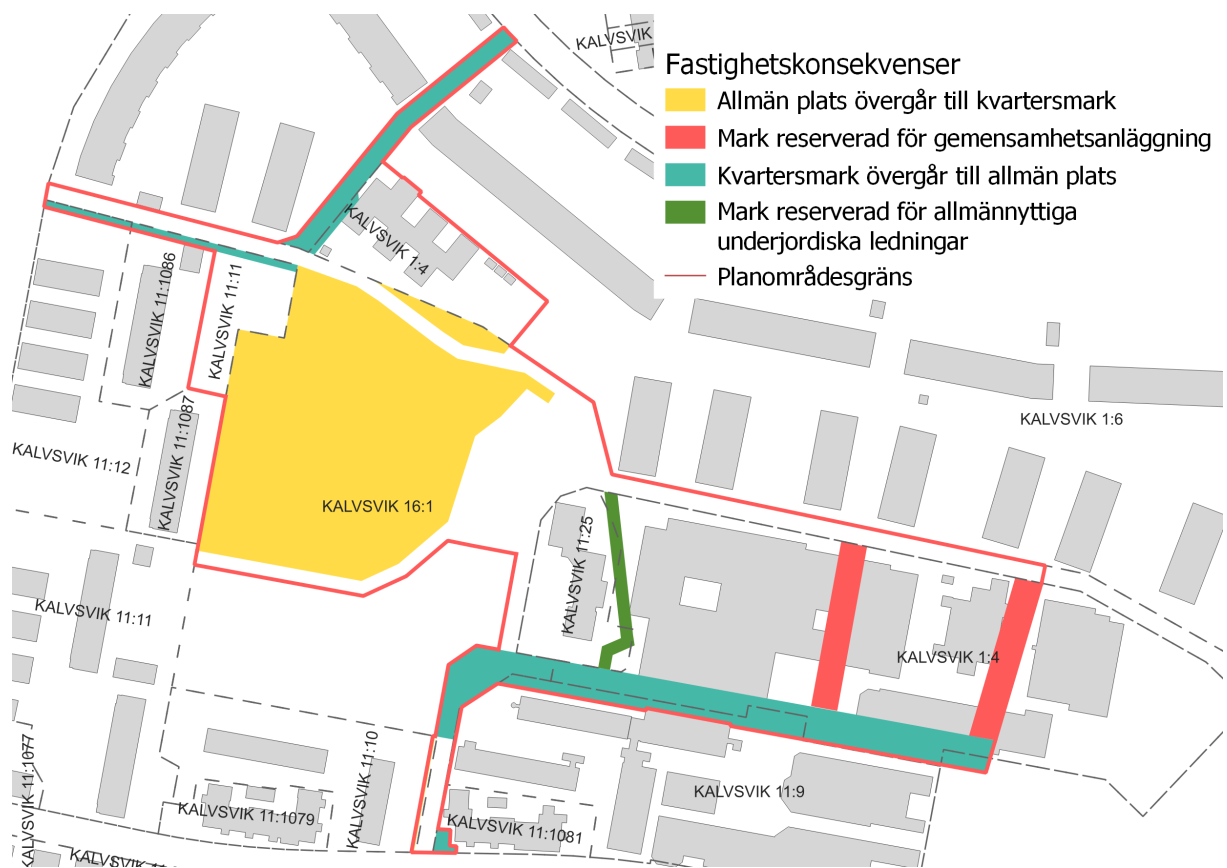 KALVSVIK
Fastighetskonsekvenser
Allmän plats övergår till kvartersmark
Mark reserverad för gemensamhetsanläggning
Kvartersmark övergår till allmän plats
Mark reserverad för allmännyttiga
underjordiska ledningar
Planområdesgräns
KALVSVIK 1:4
KALVSVIK 11:1086
KALVSVIK 11:11
KALVSVIK 1:6
KALVSVIK 11:1087
KALVSVIK 11:12
KALVSVIK 16:1
KALVSVIK 11:25
KALVSVIK 11:11
KALVSVIK 1:4
KALVSVIK 11:1077
KALVSVIK 11:10
KALVSVIK 11:9
KALVSVIK 11:1079
KALVSVIK 11:1081
KALVSVIK